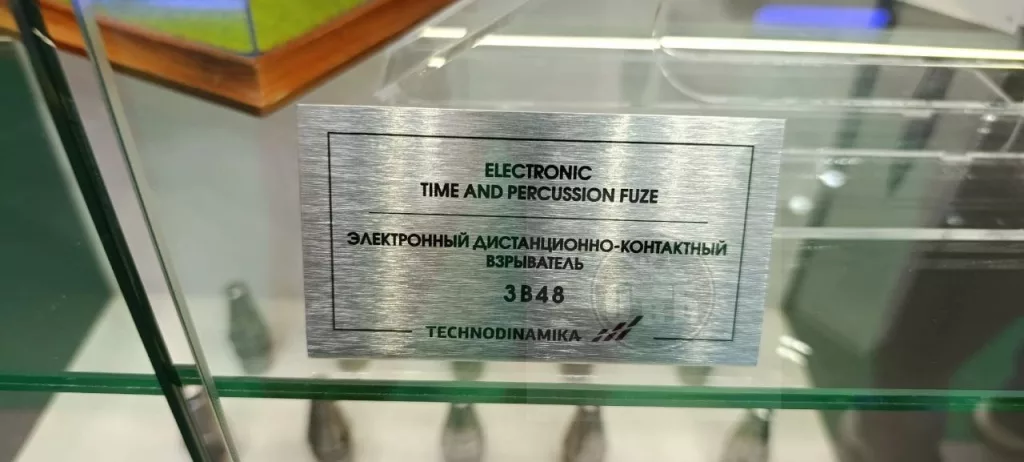 ELECTRONIC
TIME AND PERCUSSION FUZE
ЭЛЕКТРОННЫЙ ДИСТАНЦИОННО-КОНТАКТНЫЙ
ВЗРЫВАТЕЛЬ
3В48
TECHNODINAMIKA